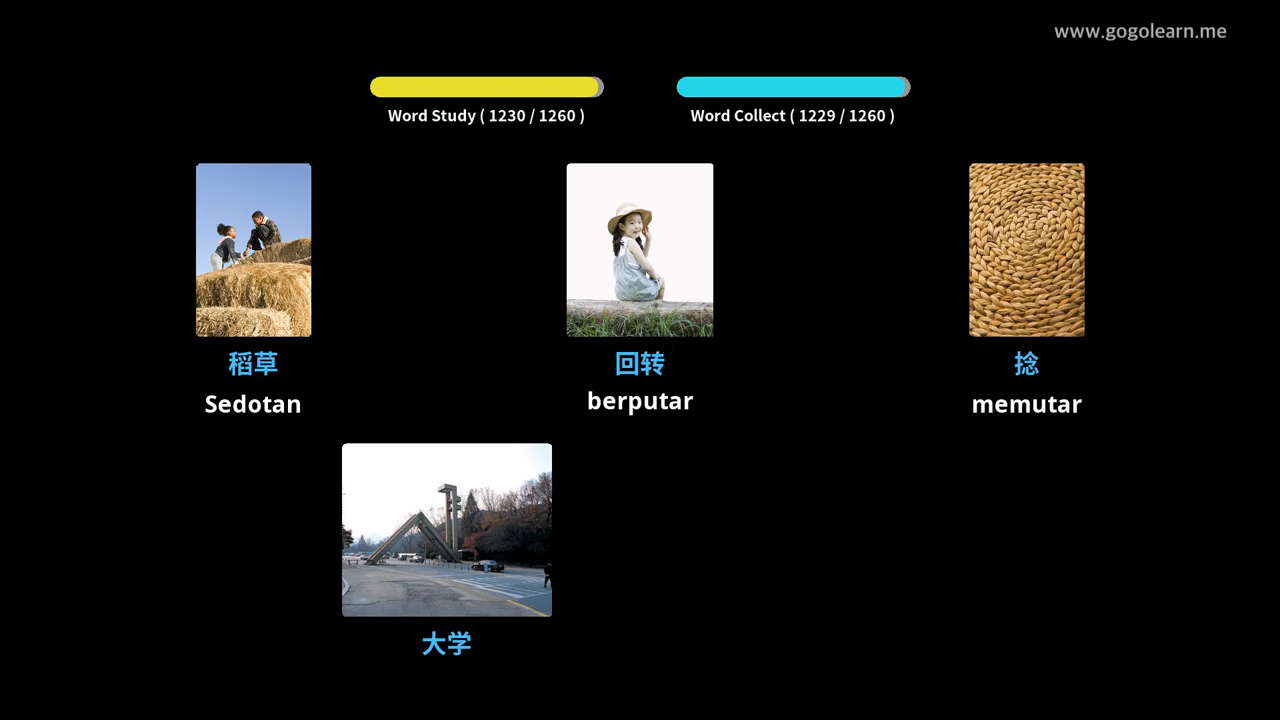 www.gogolearn.me
Word Study ( 1230 / 1260 )
Word Collect ( 1229 / 1260 )
稻草
回转
捻
Sedotan
berputar
memutar
大学